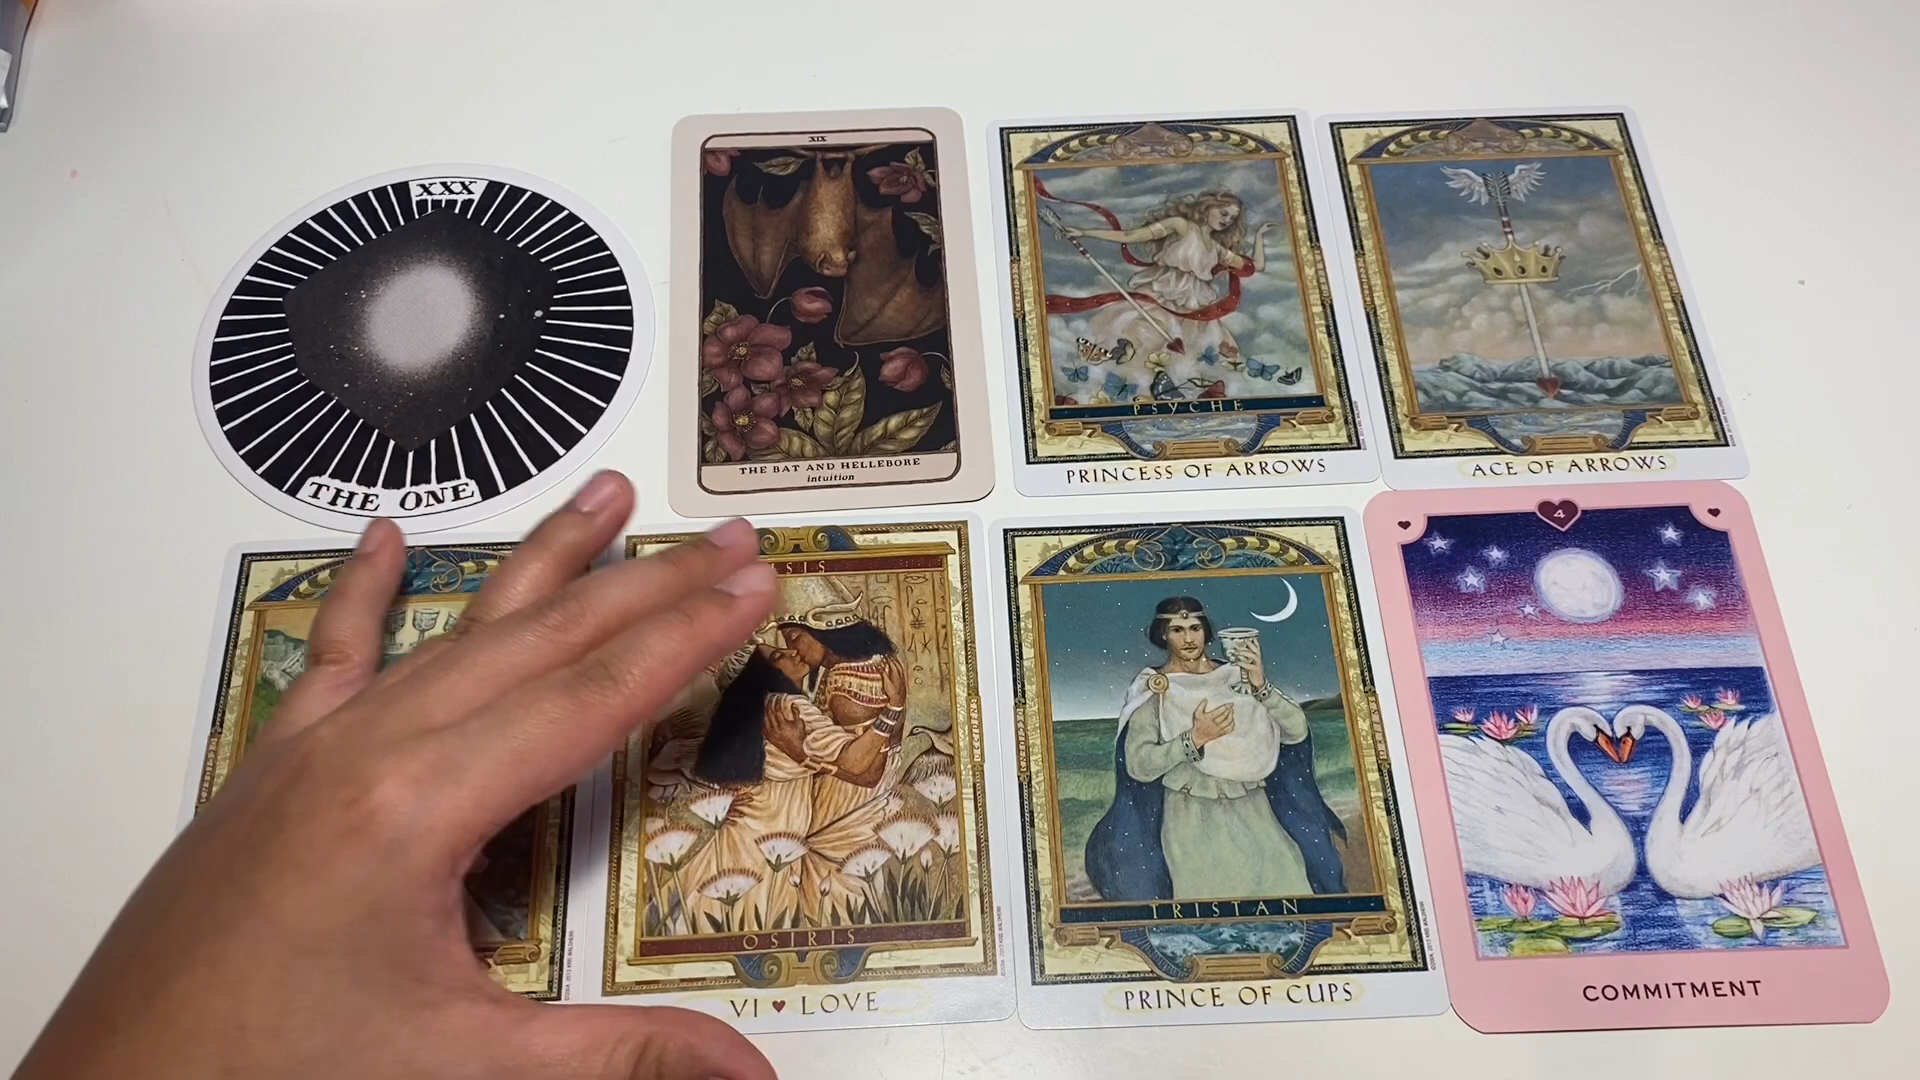 XXX
THE ONE
XIX
THE BAT AND HELLEBORE
intuition
PSYCHE
PRINCESS OF ARROWS
ACE OF ARROWS
OSIRIS
VI ♥ LOVE
TRISTAN
PRINCE OF CUPS
4
COMMITMENT